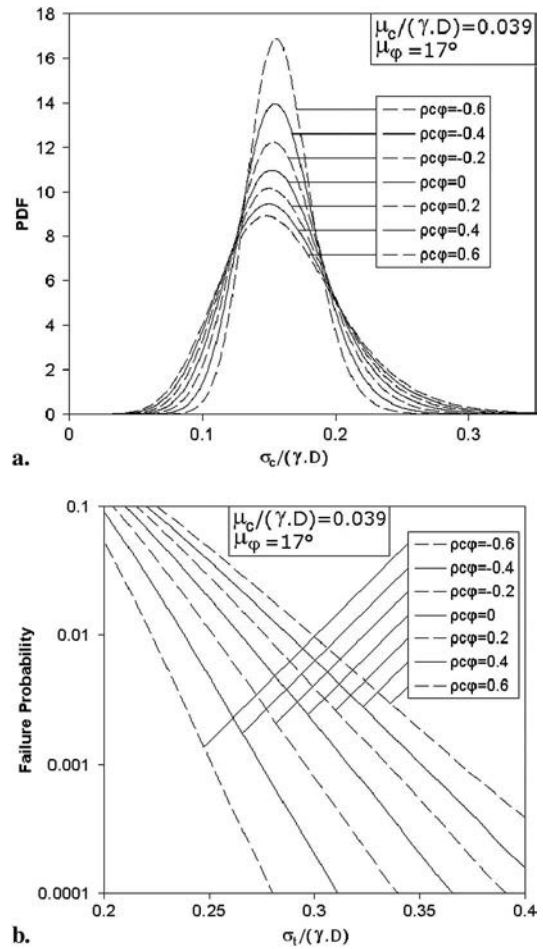 18
16
14
12
10
8
6
4
2
0
PDF
μc/(γ.D)=0.039
μφ=17°
ρcφ=-0.6
ρcφ=-0.4
ρcφ=-0.2
ρcφ=0
ρcφ=0.2
ρcφ=0.4
ρcφ=0.6
0 0.1 0.2 0.3
σc/(γ.D)
a.
0.1
0.01
0.001
0.0001
Failure Probability
μc/(γ.D)=0.039
μφ=17°
ρcφ=-0.6
ρcφ=-0.4
ρcφ=-0.2
ρcφ=0
ρcφ=0.2
ρcφ=0.4
ρcφ=0.6
0.2 0.25 0.3 0.35 0.4
σt/(γ.D)
b.